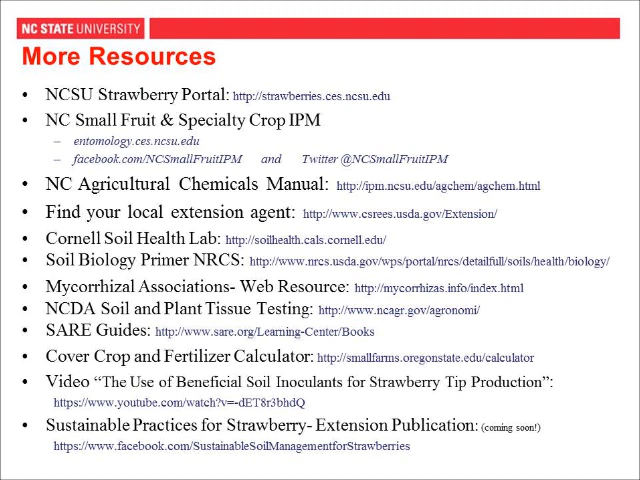 NC STATE UNIVERSITY
More Resources
• NCSU Strawberry Portal: http://strawberries.ces.ncsu.edu
• NC Small Fruit & Specialty Crop IPM
– entomology.ces.ncsu.edu
– facebook.com/NCSmallFruitIPM and Twitter @NCSmallFruitIPM
• NC Agricultural Chemicals Manual: http://ipm.ncsu.edu/agchem/agchem.html
• Find your local extension agent: http://www.csrees.usda.gov/Extension/
• Cornell Soil Health Lab: http://soilhealth.cals.cornell.edu/
• Soil Biology Primer NRCS: http://www.nrcs.usda.gov/wps/portal/nrcs/detailfull/soils/health/biology/
• Mycorrhizal Associations- Web Resource: http://mycorrhizas.info/index.html
• NCDA Soil and Plant Tissue Testing: http://www.ncagr.gov/agronomi/
• SARE Guides: http://www.sare.org/Learning-Center/Books
• Cover Crop and Fertilizer Calculator: http://smallfarms.oregonstate.edu/calculator
• Video “The Use of Beneficial Soil Inoculants for Strawberry Tip Production”:
https://www.youtube.com/watch?v=-dET8r3bhdQ
• Sustainable Practices for Strawberry- Extension Publication: (coming soon!)
https://www.facebook.com/SustainableSoilManagementforStrawberries